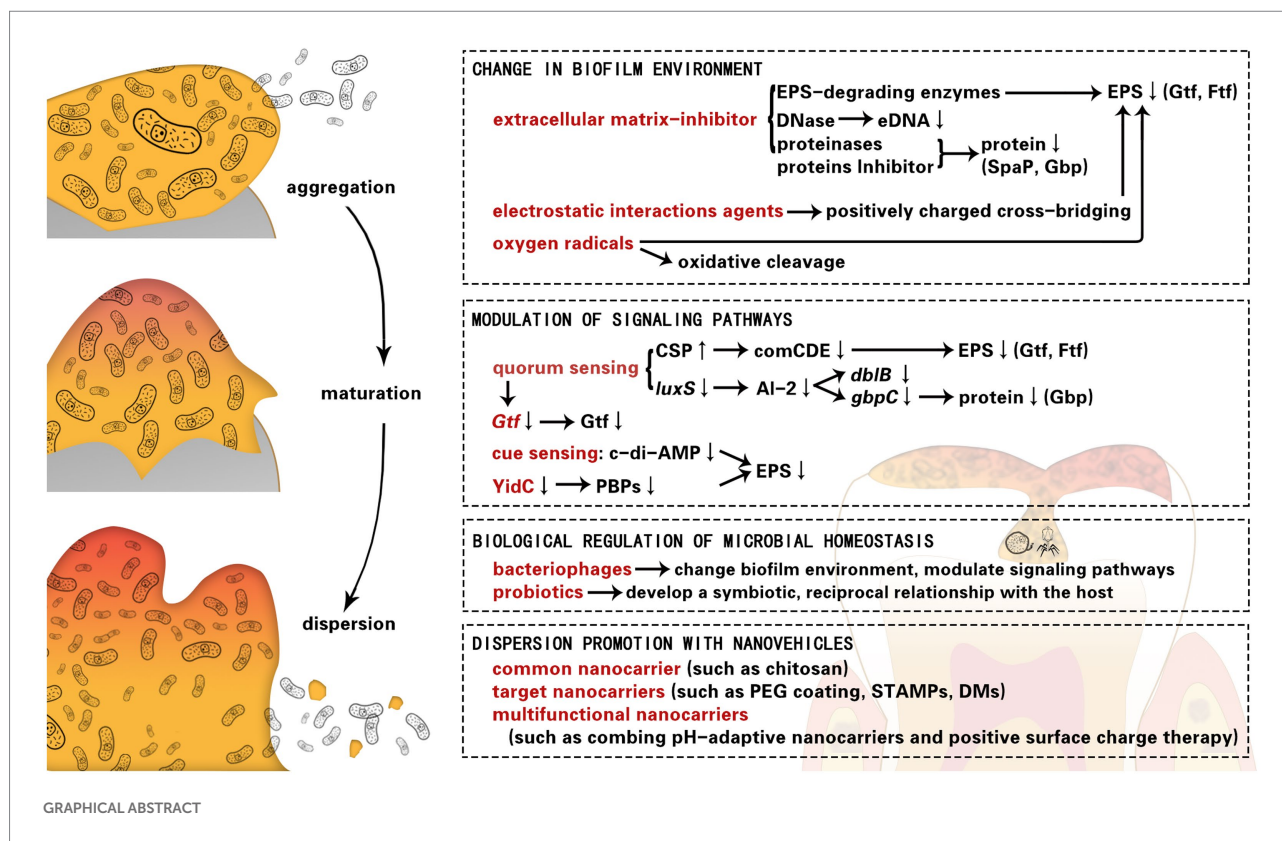 aggregation
maturation
dispersion
CHANGE IN BIOFILM ENVIRONMENT
extracellular matrix-inhibitor
EPS-degrading enzymes → EPS ↓ (Gtf, Ftf)
DNase → eDNA ↓
proteinases
proteins Inhibitor
protein ↓
(SpaP, Gbp)
electrostatic interactions agents → positively charged cross-bridging
oxygen radicals
oxidative cleavage
MODULATION OF SIGNALING PATHWAYS
quorum sensing
CSP ↑ → comCDE ↓ → EPS ↓ (Gtf, Ftf)
luxS ↓ → AI-2 ↓
dblB ↓
gbpC ↓ → protein ↓ (Gbp)
Gtf ↓ → Gtf ↓
cue sensing: c-di-AMP ↓
EPS ↓
YidC ↓ → PBPs ↓
BIOLOGICAL REGULATION OF MICROBIAL HOMEOSTASIS
bacteriophages → change biofilm environment, modulate signaling pathways
probiotics → develop a symbiotic, reciprocal relationship with the host
DISPERSION PROMOTION WITH NANOVEHICLES
common nanocarrier (such as chitosan)
target nanocarriers (such as PEG coating, STAMPs, DMs)
multifunctional nanocarriers
(such as combing pH-adaptive nanocarriers and positive surface charge therapy)
GRAPHICAL ABSTRACT